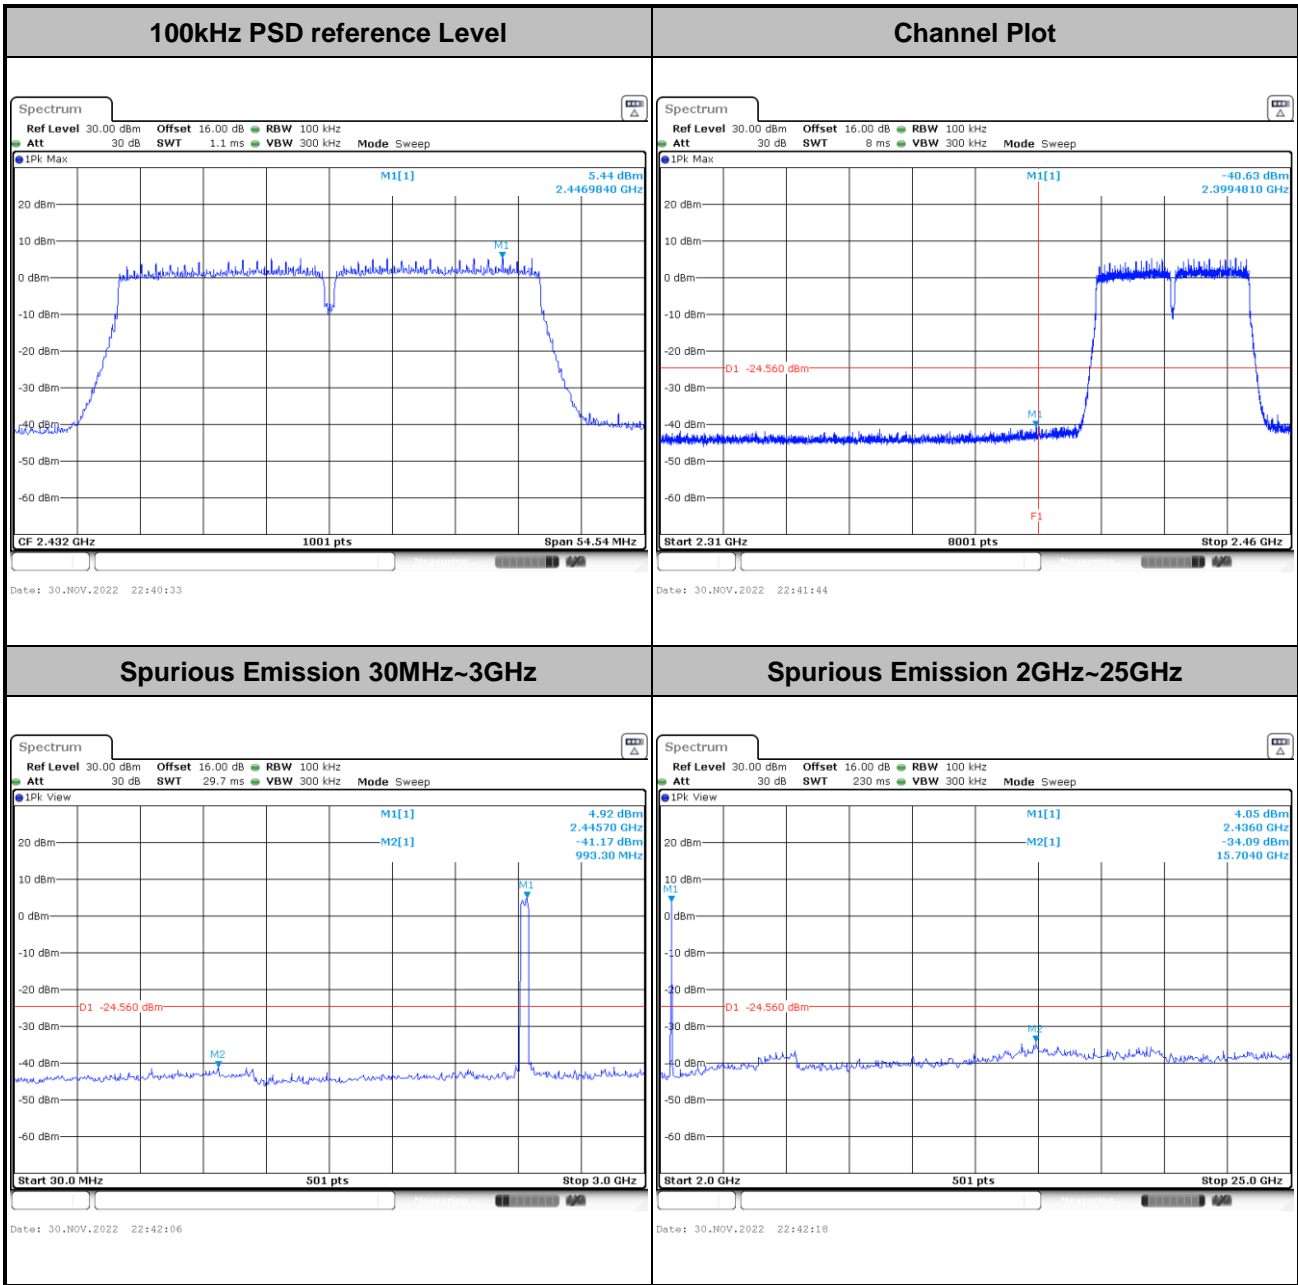 100kHz PSD reference Level
Channel Plot
Spectrum
Ref Level 30.00 dBm Offset 16.00 dB RBW 100 kHz
Att 30 dB SWT 1.1 ms VBW 300 kHz Mode Sweep
1Pk Max
M1[1] 5.44 dBm
2.4469840 GHz
20 dBm
10 dBm
M1
0 dBm
-10 dBm
-20 dBm
-30 dBm
-40 dBm
-50 dBm
-60 dBm
CF 2.432 GHz 1001 pts Span 54.54 MHz
Measuring...
Date: 30.NOV.2022 22:40:33
Spectrum
Ref Level 30.00 dBm Offset 16.00 dB RBW 100 kHz
Att 30 dB SWT 8 ms VBW 300 kHz Mode Sweep
1Pk Max
M1[1] -40.63 dBm
2.3994810 GHz
20 dBm
10 dBm
0 dBm
-10 dBm
-20 dBm
D1 -24.560 dBm
-30 dBm
-40 dBm
M1
-50 dBm
-60 dBm
F1
Start 2.31 GHz 8001 pts Stop 2.46 GHz
Measuring...
Date: 30.NOV.2022 22:41:44
Spurious Emission 30MHz~3GHz
Spurious Emission 2GHz~25GHz
Spectrum
Ref Level 30.00 dBm Offset 16.00 dB RBW 100 kHz
Att 30 dB SWT 29.7 ms VBW 300 kHz Mode Sweep
1Pk View
M1[1] 4.92 dBm
2.44570 GHz
M2[1] -41.17 dBm
993.30 MHz
20 dBm
10 dBm
M1
0 dBm
-10 dBm
-20 dBm
D1 -24.560 dBm
-30 dBm
M2
-40 dBm
-50 dBm
-60 dBm
Start 30.0 MHz 501 pts Stop 3.0 GHz
Measuring...
Date: 30.NOV.2022 22:42:06
Spectrum
Ref Level 30.00 dBm Offset 16.00 dB RBW 100 kHz
Att 30 dB SWT 230 ms VBW 300 kHz Mode Sweep
1Pk View
M1[1] 4.05 dBm
2.4360 GHz
M2[1] -34.09 dBm
15.7040 GHz
20 dBm
10 dBm
M1
0 dBm
-10 dBm
-20 dBm
D1 -24.560 dBm
-30 dBm
M2
-40 dBm
-50 dBm
-60 dBm
Start 2.0 GHz 501 pts Stop 25.0 GHz
Measuring...
Date: 30.NOV.2022 22:42:18